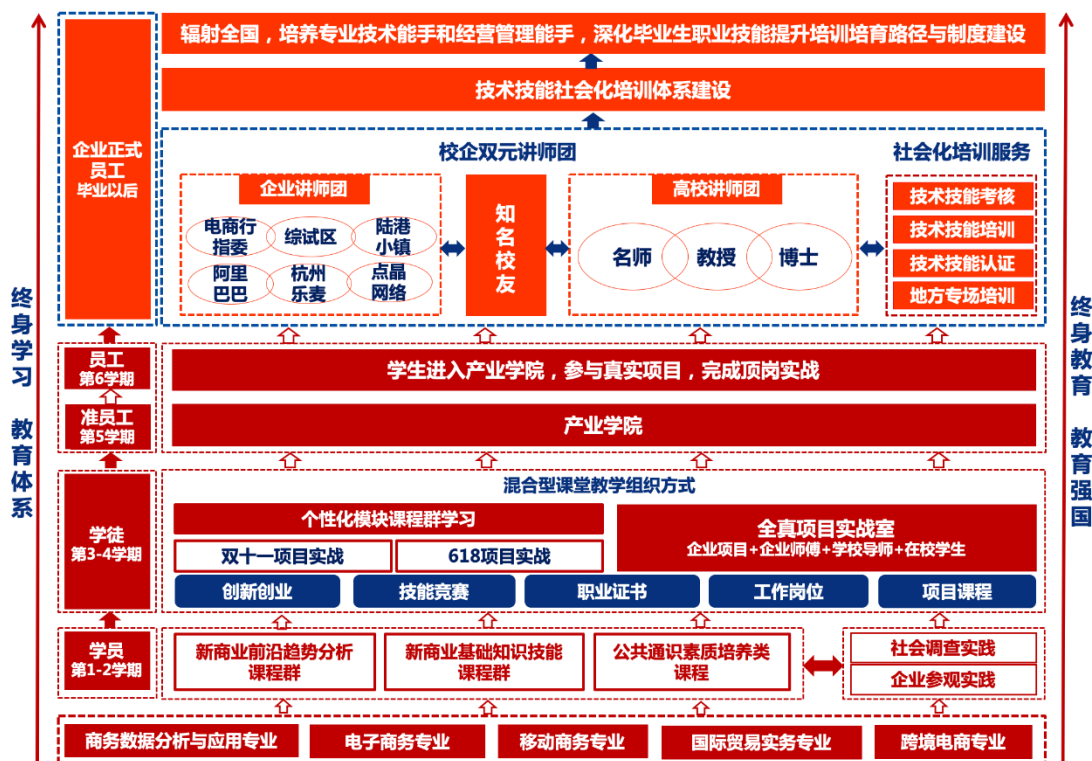 辐射全国，培养专业技术能手和经营管理能手，深化毕业生职业技能提升培训培育路径与制度建设
技术技能社会化培训体系建设
企业正式
员工
毕业以后
校企双元讲师团
社会化培训服务
企业讲师团
电商行
指委
综试区
陆港
小镇
阿里
巴巴
杭州
乐麦
点晶
网络
知名校友
高校讲师团
名师
教授
博士
技术技能考核
技术技能培训
技术技能认证
地方专场培训
终身学习 教育体系
终身教育 教育强国
员工
第6学期
学生进入产业学院，参与真实项目，完成顶岗实战
准员工
第5学期
产业学院
学徒
第3-4学期
混合型课堂教学组织方式
个性化模块课程群学习
双十一项目实战
618项目实战
全真项目实战室
企业项目+企业师傅+学校导师+在校学生
创新创业
技能竞赛
职业证书
工作岗位
项目课程
学员
第1-2学期
新商业前沿趋势分析
课程群
新商业基础知识技能
课程群
公共通识素质培养类
课程
社会调查实践
企业参观实践
商务数据分析与应用专业
电子商务专业
移动商务专业
国际贸易实务专业
跨境电商专业